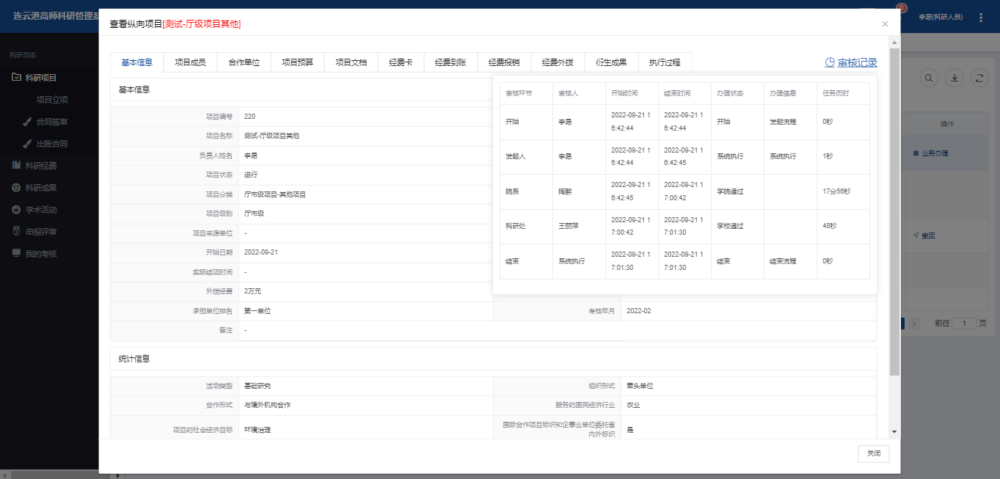 连云港高师科研管理系
0
李昂(科研人员)
科研动态
科研项目
项目立项
合同签审
出账合同
科研经费
科研成果
学术活动
申报评审
我的考核
查看纵向项目[测试-厅级项目其他]
基本信息 项目成员 合作单位 项目预算 项目文档 经费卡 经费到账 经费报销 经费外拨 衍生成果 执行过程 审核记录
基本信息
项目编号 220
项目名称 测试-厅级项目其他
负责人姓名 李昂
项目状态 进行
项目分类 厅市级项目-其他项目
项目级别 厅市级
项目来源单位 -
开始日期 2022-09-21
实际结项时间 -
外拨经费 2万元
承担单位排名 第一单位 考核年月 2022-02
备注 -
审核环节 审核人 开始时间 结束时间 办理状态 办理信息 任务历时
开始 李昂 2022-09-21 16:42:44 2022-09-21 16:42:44 开始 发起流程 0秒
发起人 李昂 2022-09-21 16:42:44 2022-09-21 16:42:45 系统执行 系统执行 1秒
院系 陶醉 2022-09-21 16:42:45 2022-09-21 17:00:42 学院通过 17分56秒
科研处 王丽萍 2022-09-21 17:00:42 2022-09-21 17:01:30 学校通过 48秒
结束 系统执行 2022-09-21 17:01:30 2022-09-21 17:01:30 结束 结束流程 0秒
统计信息
活动类型 基础研究 组织形式 牵头单位
合作形式 与境外机构合作 服务的国民经济行业 农业
项目的社会经济目标 环境治理 国际合作项目标识和企事业单位委托省
内外标识 是
关闭
操作
业务办理
撤回
前往 1 页